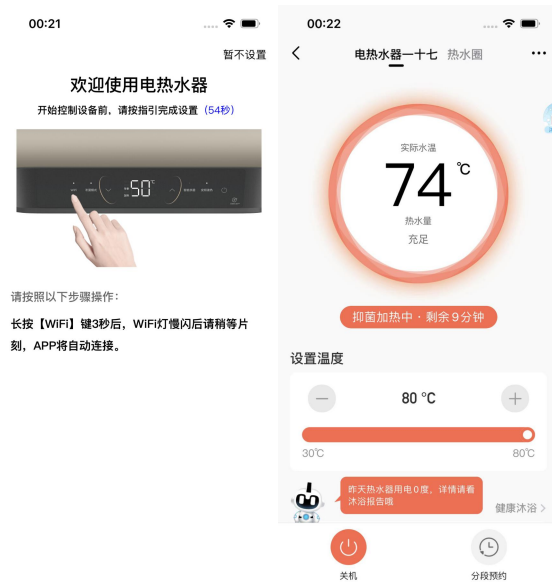 00:21
暂不设置
欢迎使用电热水器
开始控制设备前，请按指引完成设置（54秒）
50℃
请按照以下步骤操作：
长按【WiFi】键3秒后，WiFi灯慢闪后请稍等片
刻，APP将自动连接。
00:22
电热水器一十七 热水圈
实际水温
74℃
热水量
充足
抑菌加热中 · 剩余9分钟
设置温度
80 ℃
30℃
80℃
昨天热水器用电0度，详情请看
沐浴报告哦
健康沐浴
关机
分段预约